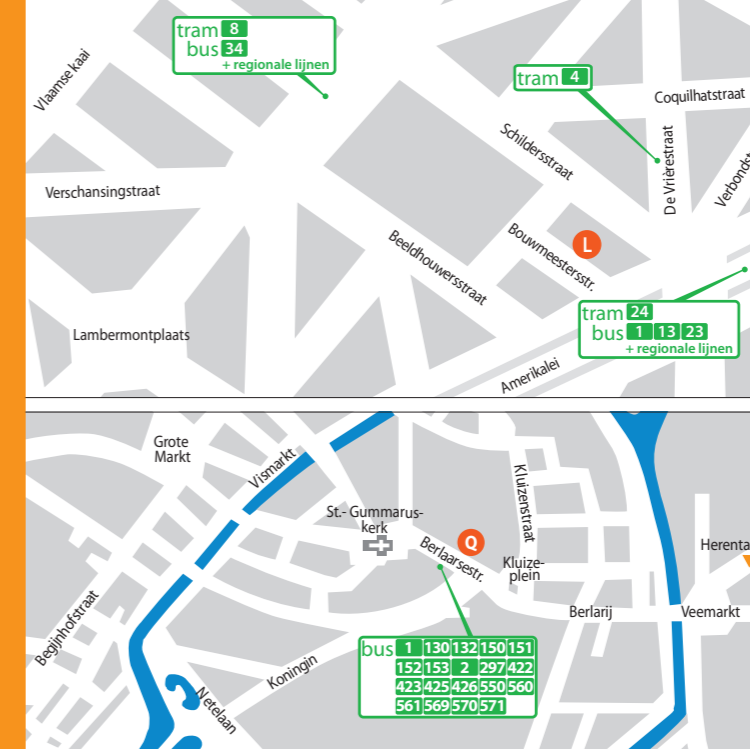 tram 8
bus 34
+ regionale lijnen
tram 4
Vlaamse kaai
Coquilhatstraat
Schildersstraat
De Vrièrestraat
Verbondst
Verschansingstraat
Bouwmeestersstr.
L
Beeldhouwersstraat
tram 24
bus 1 13 23
+ regionale lijnen
Lambermontplaats
Amerikalei
Grote
Markt
Vismarkt
Kluizenstraat
St.- Gummarus-
kerk
Q
Berlaarsestr.
Kluize-
plein
Herenta
Begijnhofstraat
Berlarij
Veemarkt
bus 1 130 132 150 151
152 153 2 297 422
423 425 426 550 560
561 569 570 571
Koningin
Netelaan